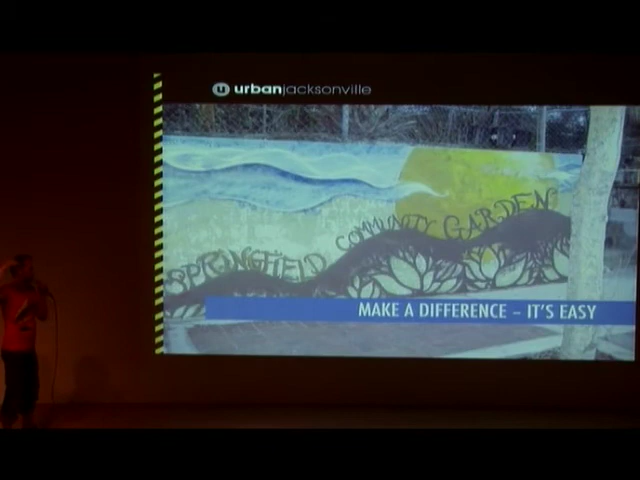 u urbanjacksonville
SPRINGFIELD COMMUNITY GARDEN
MAKE A DIFFERENCE – IT'S EASY